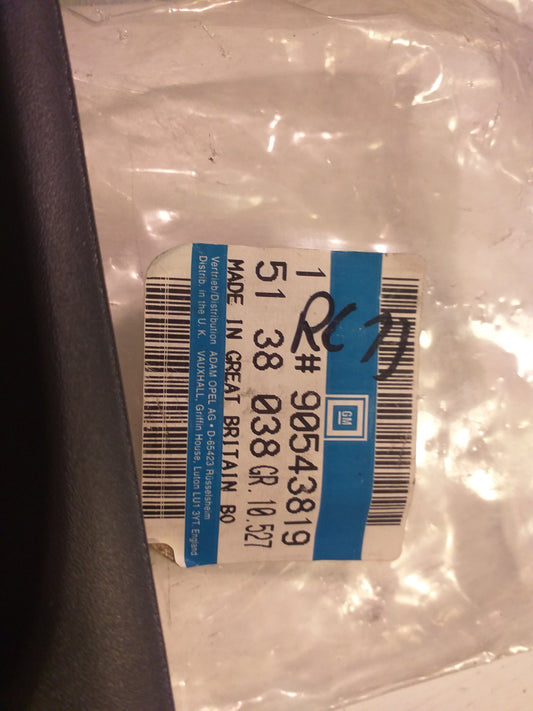 GM
1 # 90543819
51 38 038 GR. 10.527
MADE IN GREAT BRITAIN BO
Vertrieb/Distribution ADAM OPEL AG • D-65423 Rüsselsheim
Distrib. in the U.K. VAUXHALL, Griffin House, Luton LU1 3YT, England